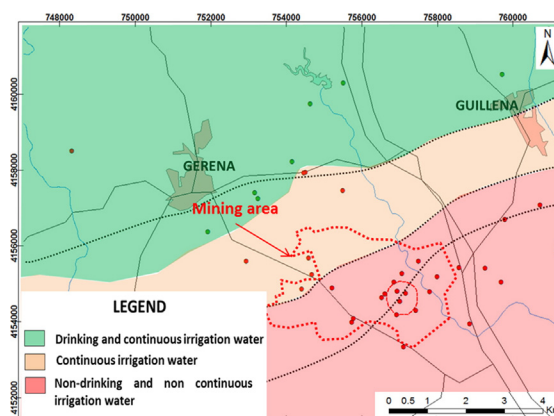 748000 750000 752000 754000 756000 758000 760000
N
4160000
GUILLENA
4158000
GERENA
Mining area
4156000
LEGEND
4154000
Drinking and continuous irrigation water
Continuous irrigation water
Non-drinking and non continuous
irrigation water
4152000
0 0.5 1 2 3 4